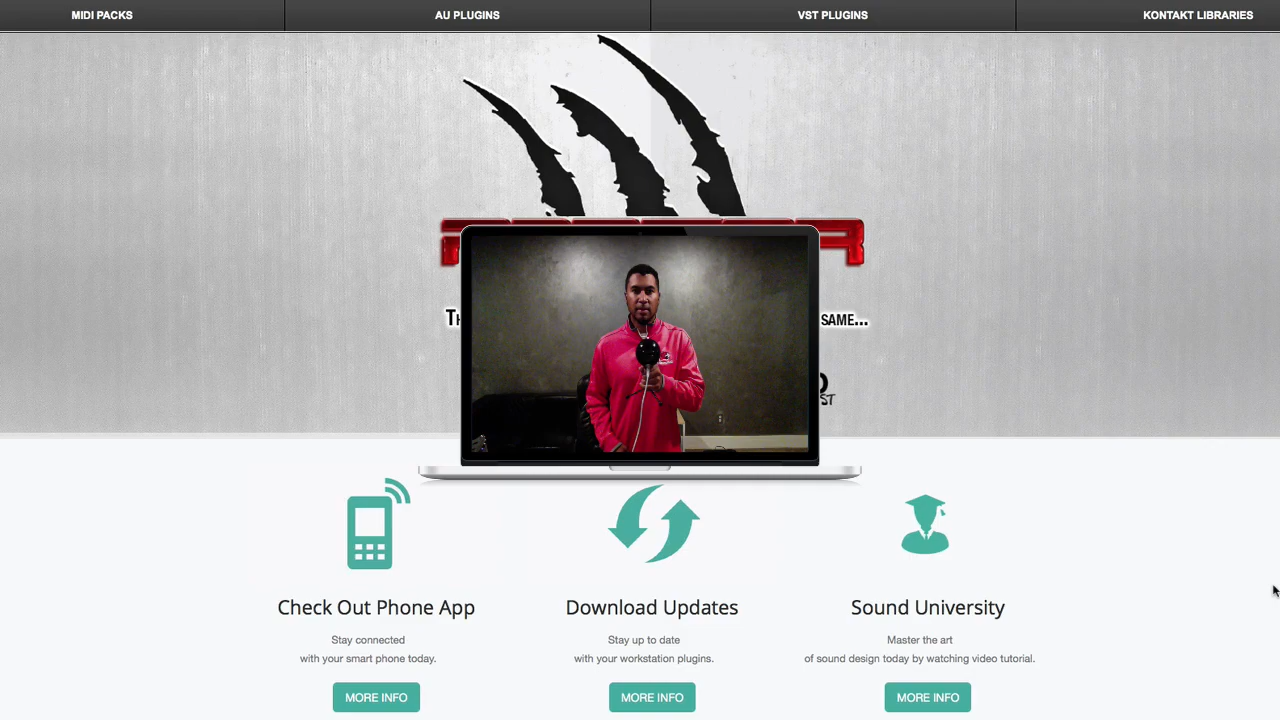 MIDI PACKS
AU PLUGINS
VST PLUGINS
KONTAKT LIBRARIES
SAME...
Check Out Phone App
Download Updates
Sound University
Stay connected
with your smart phone today.
Stay up to date
with your workstation plugins.
Master the art
of sound design today by watching video tutorial.
MORE INFO
MORE INFO
MORE INFO